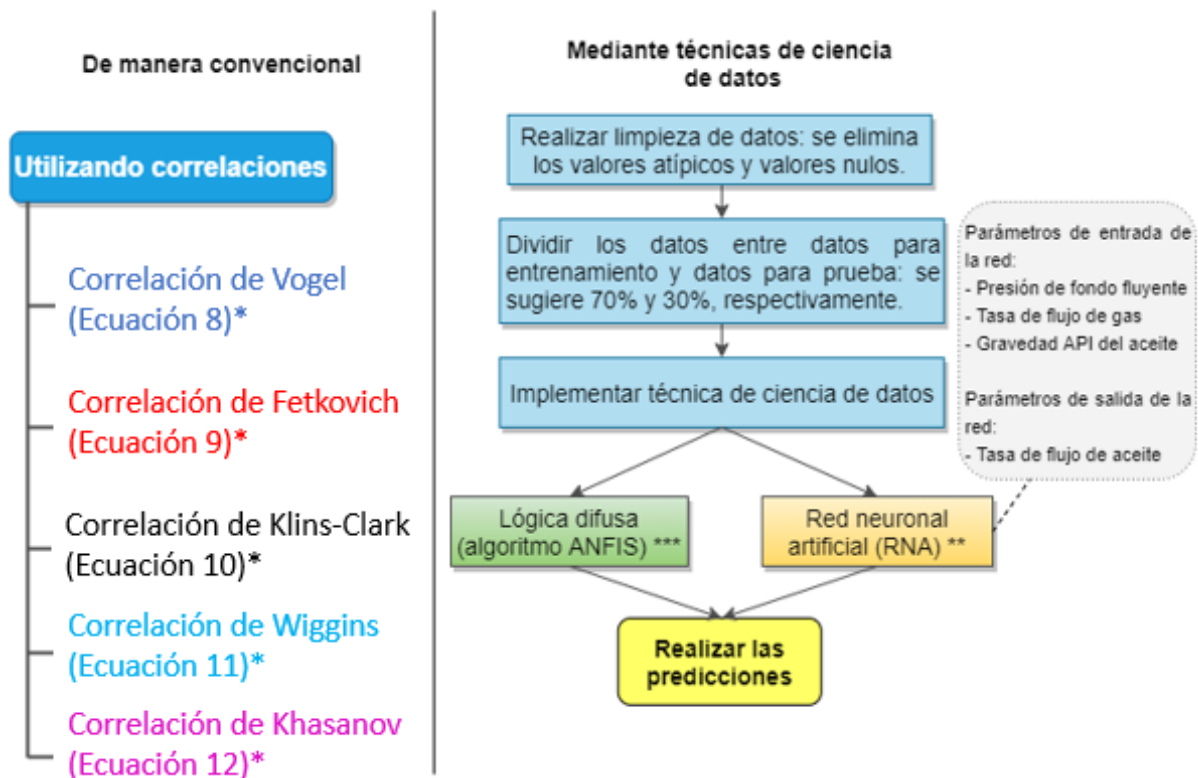 De manera convencional
Utilizando correlaciones
Correlación de Vogel
(Ecuación 8)*
Correlación de Fetkovich
(Ecuación 9)*
Correlación de Klins-Clark
(Ecuación 10)*
Correlación de Wiggins
(Ecuación 11)*
Correlación de Khasanov
(Ecuación 12)*
Mediante técnicas de ciencia
de datos
Realizar limpieza de datos: se elimina
los valores atípicos y valores nulos.
Dividir los datos entre datos para
entrenamiento y datos para prueba: se
sugiere 70% y 30%, respectivamente.
Implementar técnica de ciencia de datos
Parámetros de entrada de
la red:
- Presión de fondo fluyente
- Tasa de flujo de gas
- Gravedad API del aceite
Parámetros de salida de la
red:
- Tasa de flujo de aceite
Lógica difusa
(algoritmo ANFIS) ***
Red neuronal
artificial (RNA) **
Realizar las
predicciones